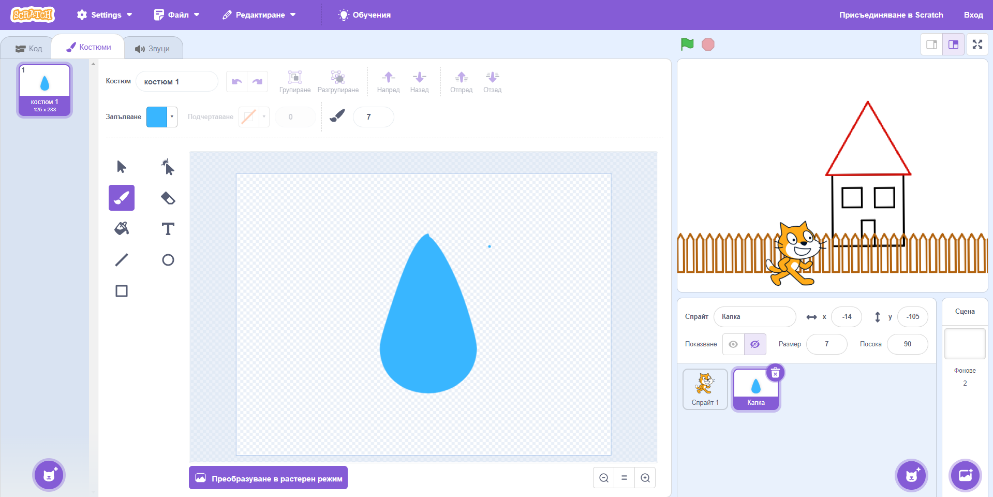 SCRATCH Settings Файл Редактиране Обучения Присъединяване в Scratch Вход
Код Костюми Звуци
1
костюм 1
Костюм костюм 1 Групиране Разгрупиране Напред Назад Отпред Отзад
Запълване Подчертаване 0 7
T
Преобразуване в растерен режим
Спрайт Капка x -14 y -105
Показване Размер 7 Посока 90
Спрайт 1 Капка
Сцена
Фонове
2